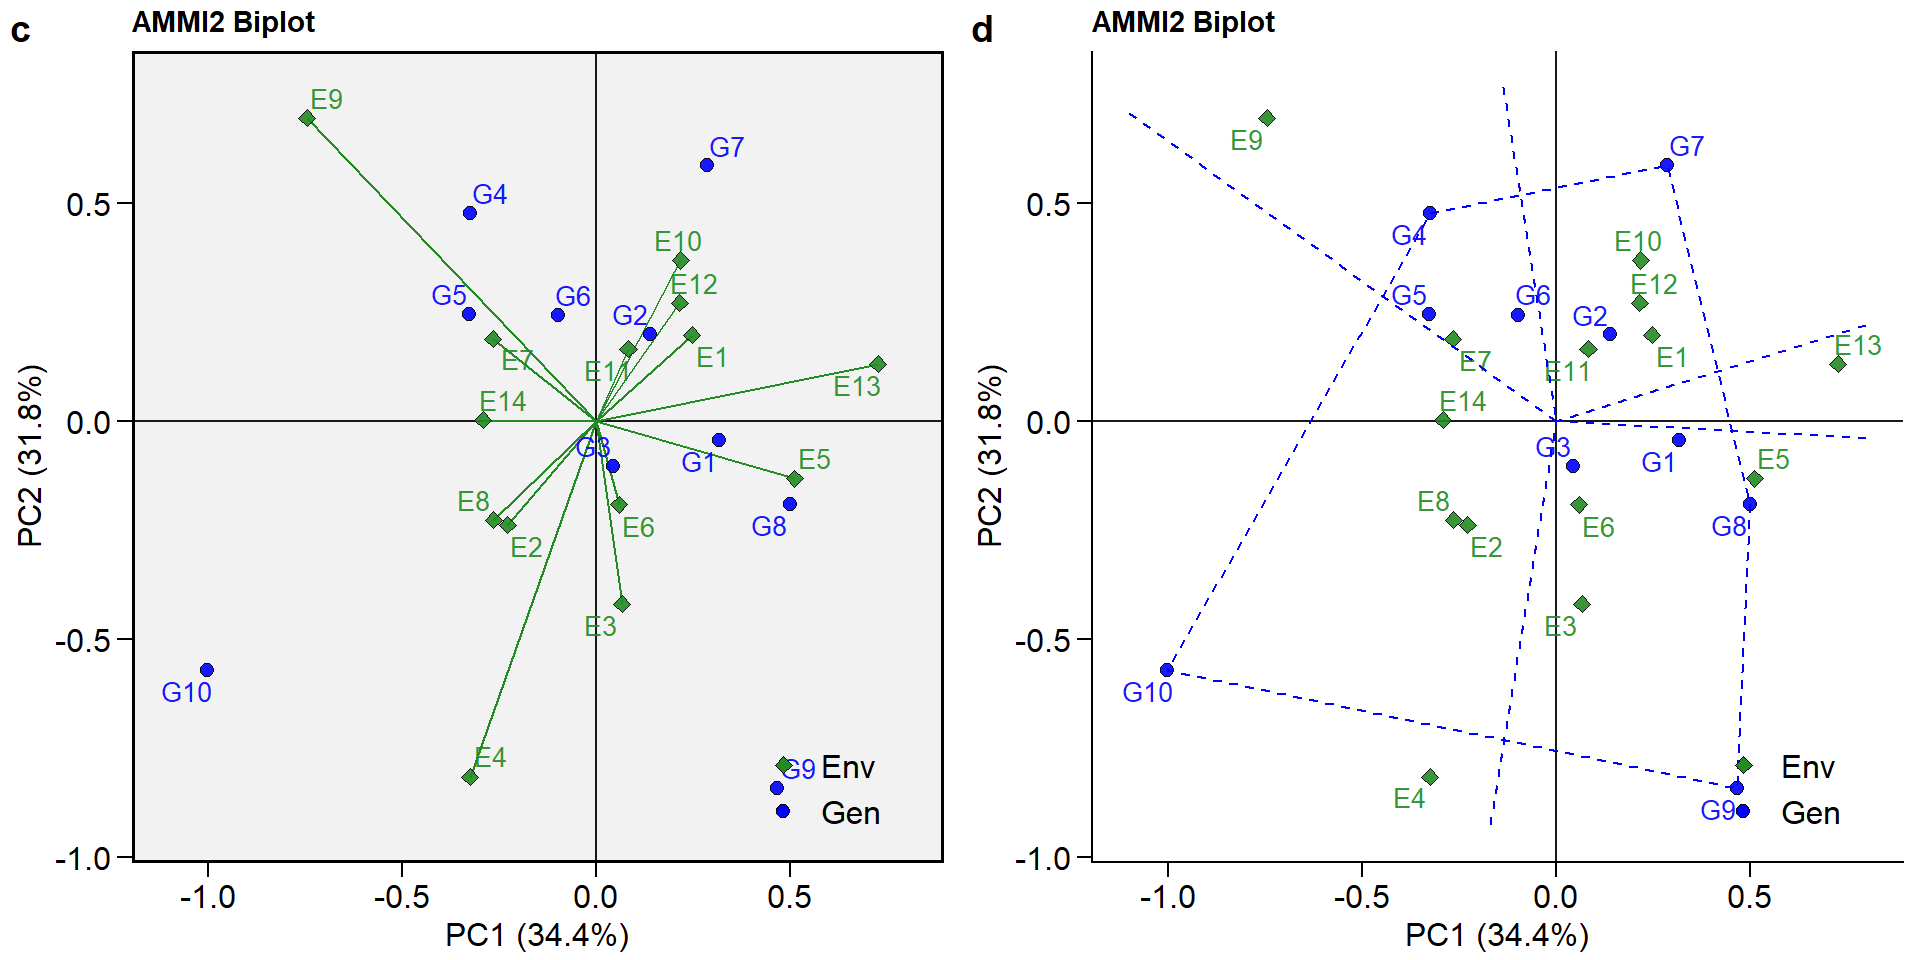 c
AMMI2 Biplot
E9
G7
G4
E10
E12
G5
G6
G2
E7
E11
E1
E13
E14
G3
G1
E5
E8
E2
E6
G8
E3
G10
E4
G9
Env
Gen
0.5
0.0
-0.5
-1.0
PC2 (31.8%)
-1.0
-0.5
0.0
0.5
PC1 (34.4%)
d
AMMI2 Biplot
E9
G7
G4
E10
E12
G5
G6
G2
E7
E11
E1
E13
E14
G3
G1
E5
E8
E2
E6
G8
E3
G10
E4
G9
Env
Gen
0.5
0.0
-0.5
-1.0
PC2 (31.8%)
-1.0
-0.5
0.0
0.5
PC1 (34.4%)